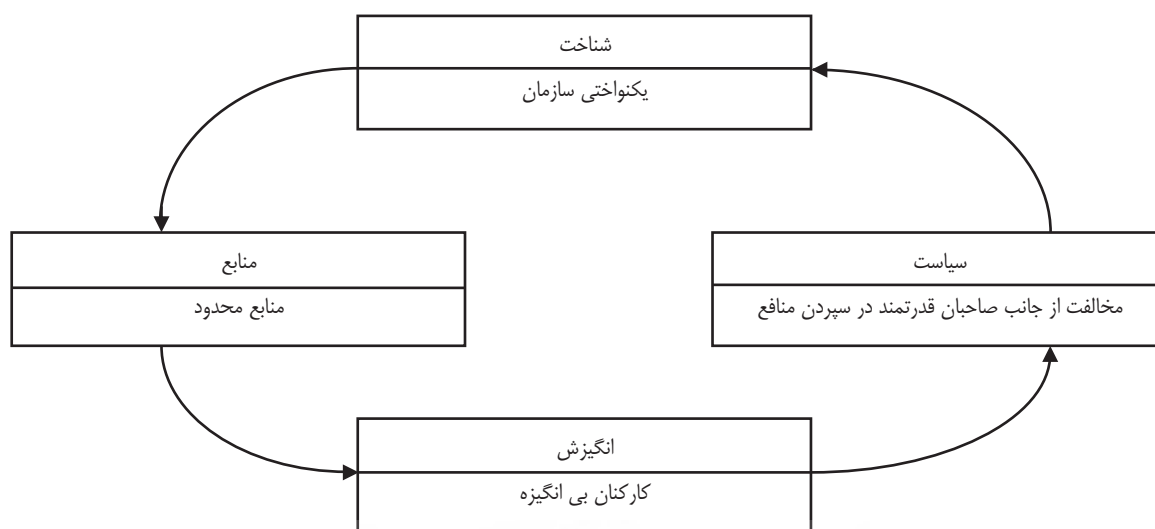 شناخت
یکنواختی سازمان
سیاست
مخالفت از جانب صاحبان قدرتمند در سپردن منافع
منابع
منابع محدود
انگیزش
کارکنان بی انگیزه